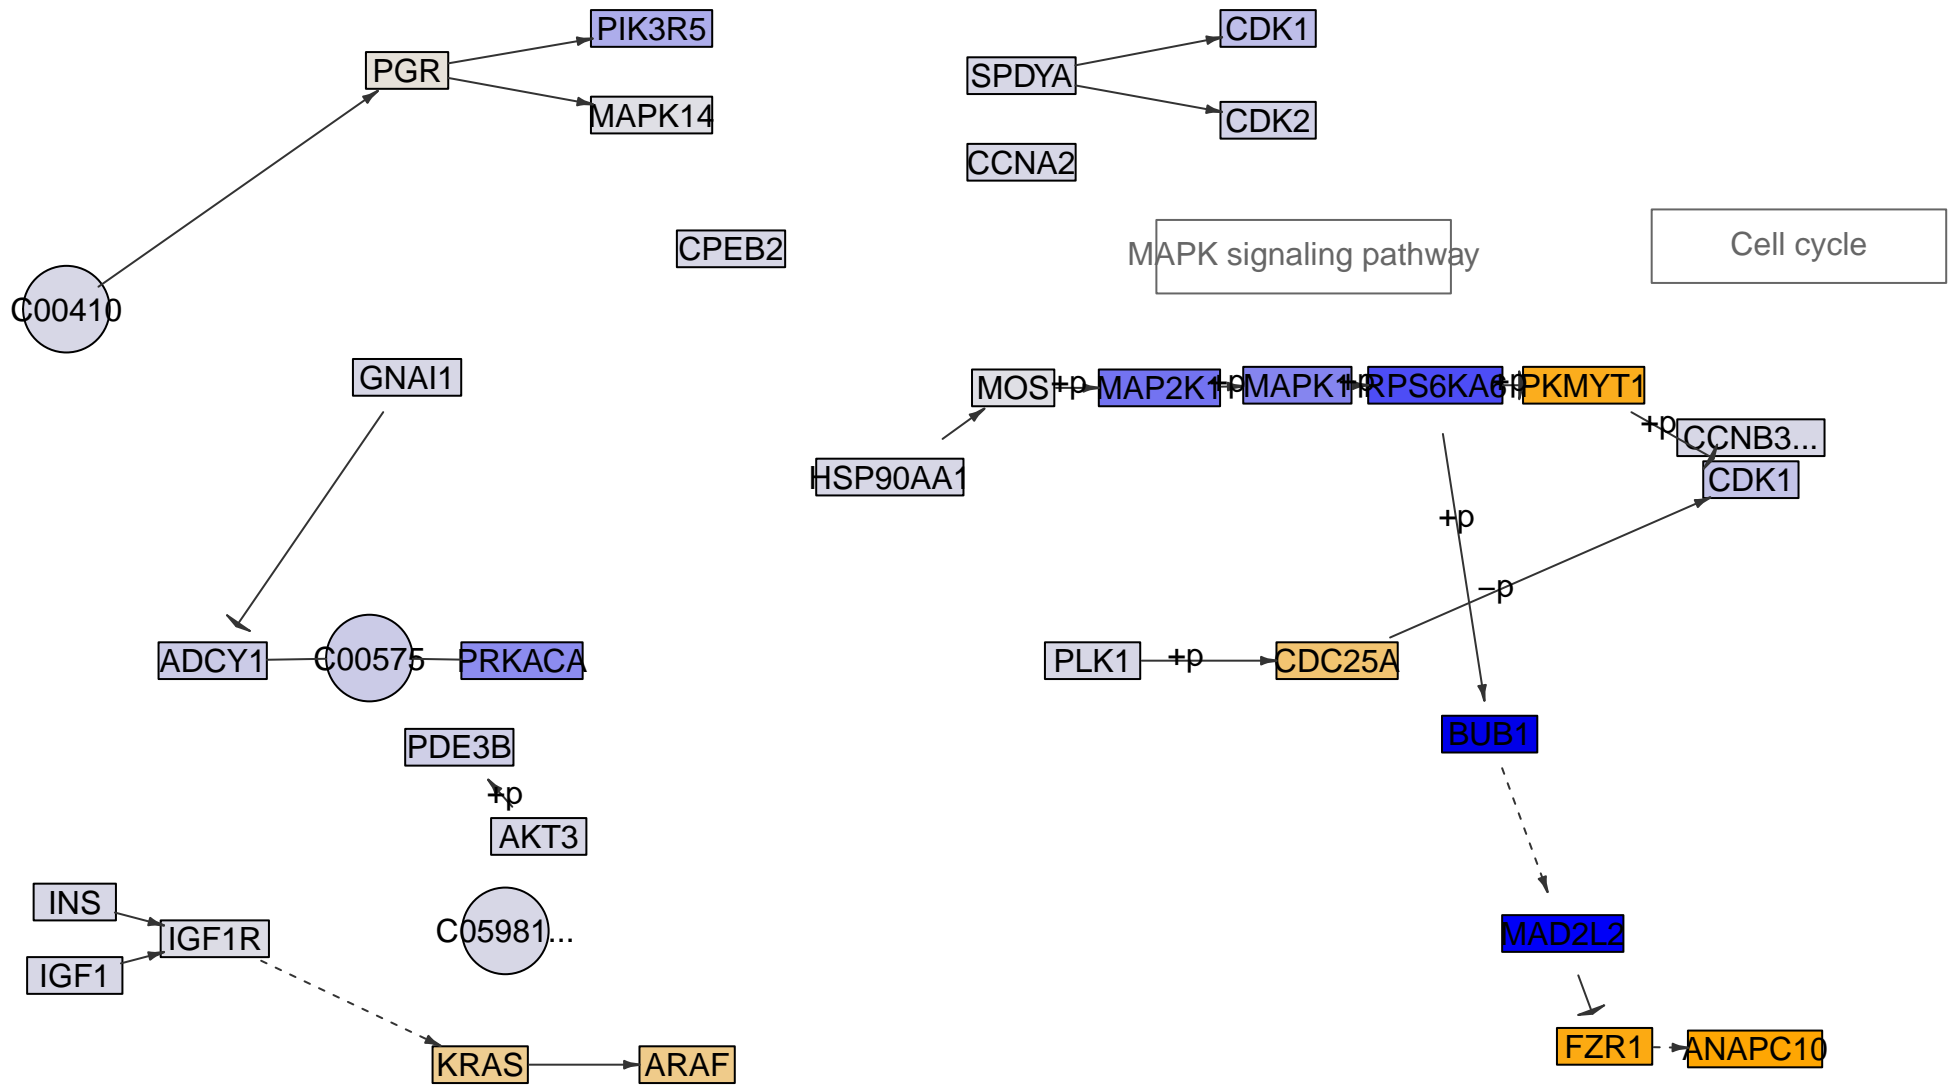 PIK3R5
CDK1
PGR
SPDYA
MAPK14
CDK2
CCNA2
CPEB2
MAPK signaling pathway
Cell cycle
C00410
GNAI1
MOS
+p
MAP2K1
+p
MAPK1
+p
RPS6KA6
+p
PKMYT1
+p
CCNB3...
HSP90AA1
CDK1
+p
−p
ADCY1
C00575
PRKACA
PLK1
+p
CDC25A
PDE3B
BUB1
+p
AKT3
INS
IGF1R
C05981...
MAD2L2
IGF1
KRAS
ARAF
FZR1
ANAPC10